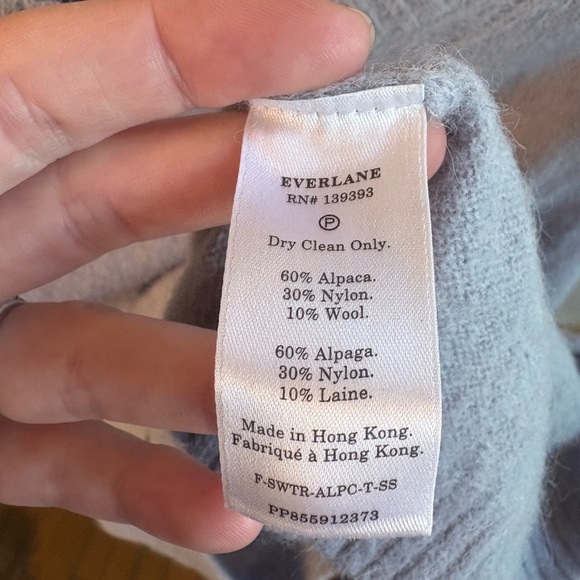 EVERLANE
RN# 139393
Ⓟ
Dry Clean Only.
60% Alpaca.
30% Nylon.
10% Wool.
60% Alpaga.
30% Nylon.
10% Laine.
Made in Hong Kong.
Fabriqué à Hong Kong.
F-SWTR-ALPC-T-SS
PP855912373